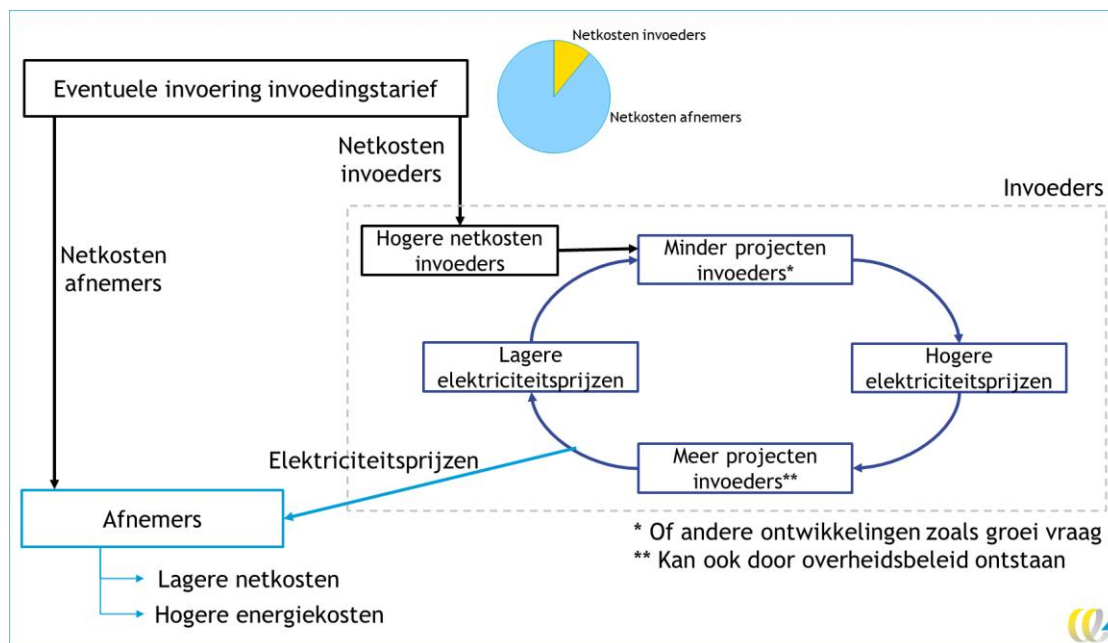 Netkosten invoeders
Netkosten afnemers
Eventuele invoering invoedingstarief
Netkosten
invoeders
Invoeders
Netkosten
afnemers
Hogere netkosten
invoeders
Minder projecten
invoeders*
Lagere
elektriciteitsprijzen
Hogere
elektriciteitsprijzen
Meer projecten
invoeders**
Elektriciteitsprijzen
Afnemers
Lagere netkosten
Hogere energiekosten
* Of andere ontwikkelingen zoals groei vraag
** Kan ook door overheidsbeleid ontstaan